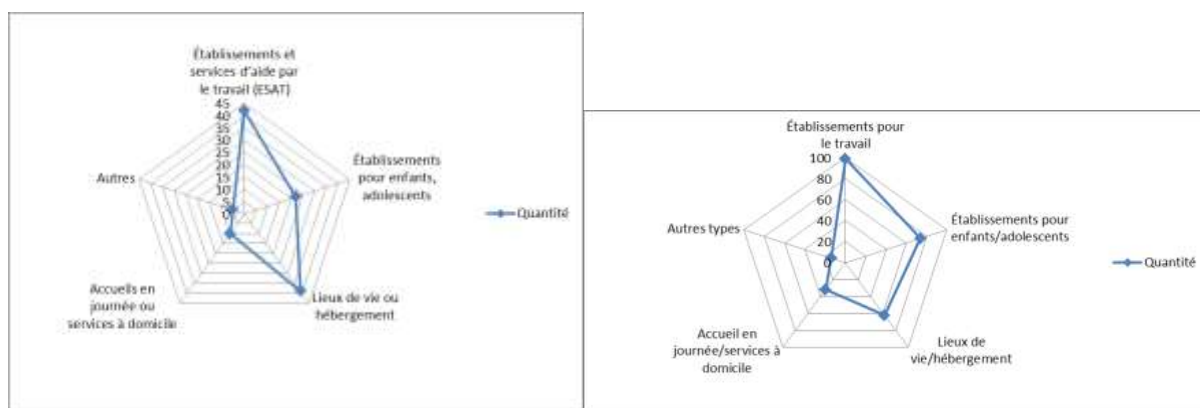 Établissements et
services d'aide par
le travail (ESAT)
45
40
35
30
25
20
15
10
5
0
Établissements
pour enfants,
adolescents
Autres
Quantité
Accueils en
journée ou
services à domicile
Lieux de vie ou
hébergement
Établissements pour
le travail
100
80
60
40
20
0
Établissements pour
enfants/adolescents
Autres types
Quantité
Accueil en
journée/services à
domicile
Lieux de
vie/hébergement